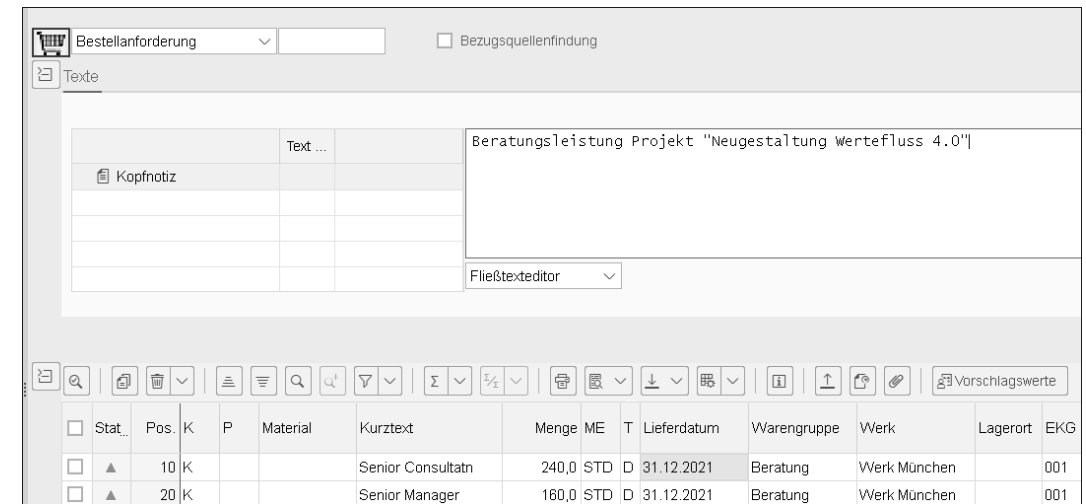 Bestellanforderung Bezugsquellenfindung
Texte
Text ...
Beratungsleistung Projekt "Neugestaltung Wertefluss 4.0"
Kopfnotiz
Fließtexteditor
Vorschlagswerte
Stat... Pos. K P Material Kurztext Menge ME T Lieferdatum Warengruppe Werk Lagerort EKG
10 K Senior Consultatn 240,0 STD D 31.12.2021 Beratung Werk München 001
20 K Senior Manager 160,0 STD D 31.12.2021 Beratung Werk München 001